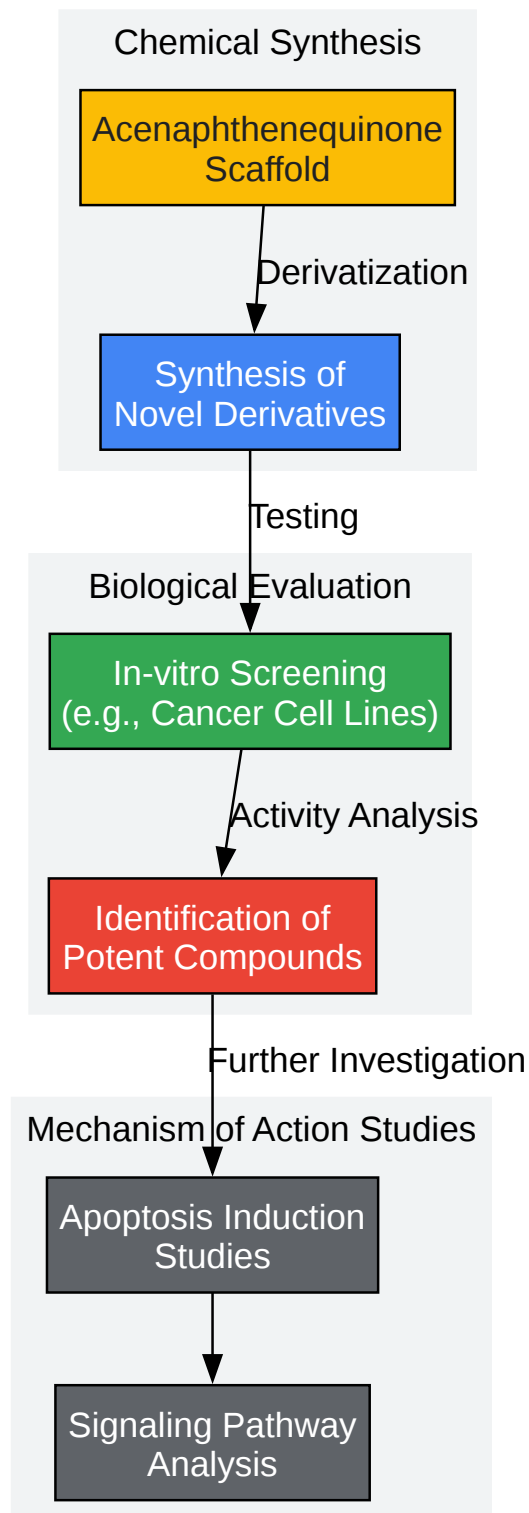 Chemical Synthesis
Acenaphthenequinone
Scaffold
Derivatization
Synthesis of
Novel Derivatives
Testing
Biological Evaluation
In-vitro Screening
(e.g., Cancer Cell Lines)
Activity Analysis
Identification of
Potent Compounds
Further Investigation
Mechanism of Action Studies
Apoptosis Induction
Studies
Signaling Pathway
Analysis